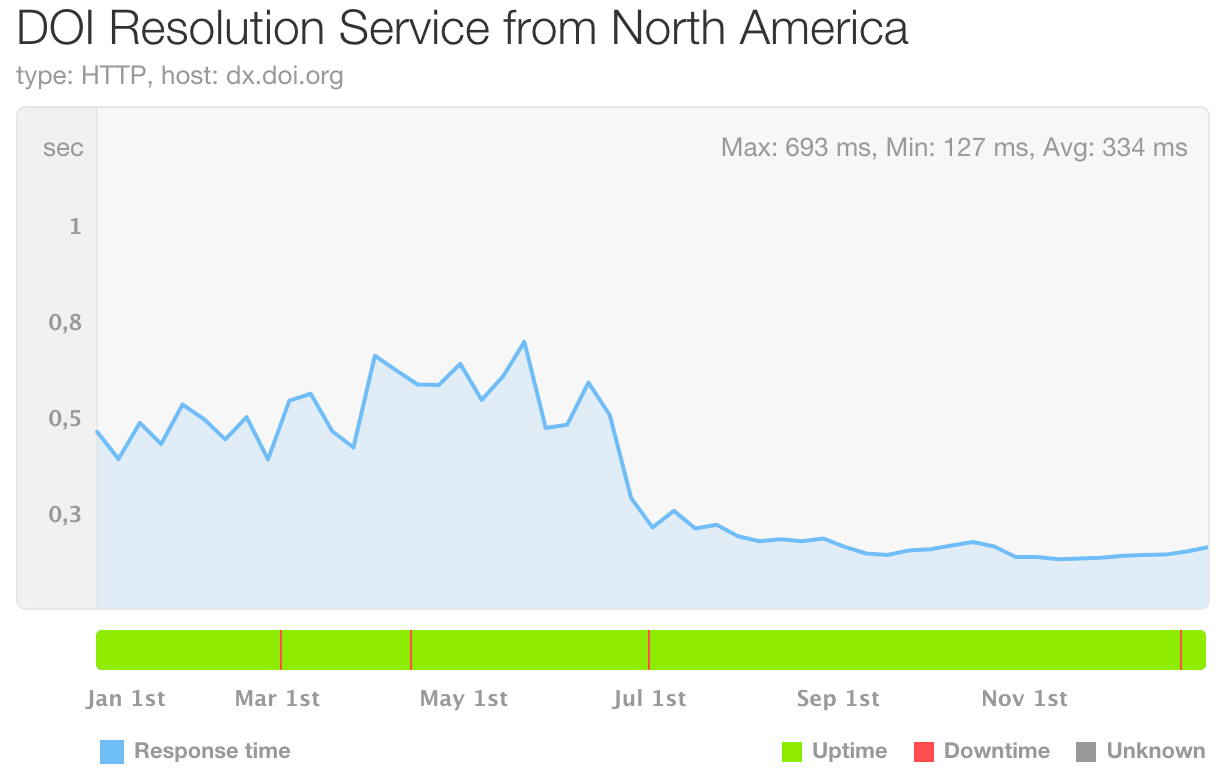 DOI Resolution Service from North America
type: HTTP, host: dx.doi.org
sec
Max: 693 ms, Min: 127 ms, Avg: 334 ms
1
0,8
0,5
0,3
Jan 1st Mar 1st May 1st Jul 1st Sep 1st Nov 1st
Response time Uptime Downtime Unknown